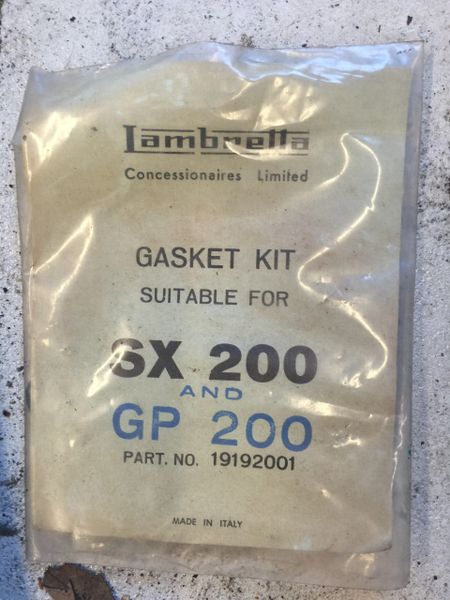 Lambretta
Concessionaires Limited
GASKET KIT
SUITABLE FOR
SX 200
AND
GP 200
PART. NO. 19192001
MADE IN ITALY